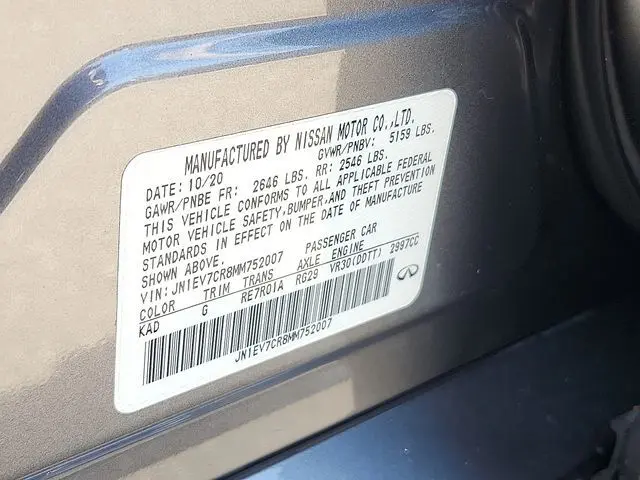 MANUFACTURED BY NISSAN MOTOR CO.,LTD.
DATE: 10/20 GVWR/PNBV: 5159 LBS.
GAWR/PNBE FR: 2646 LBS. RR: 2546 LBS.
THIS VEHICLE CONFORMS TO ALL APPLICABLE FEDERAL
MOTOR VEHICLE SAFETY,BUMPER,AND THEFT PREVENTION
STANDARDS IN EFFECT ON THE DATE OF MANUFACTURE
SHOWN ABOVE.
VIN: JN1EV7CR8MM752007 PASSENGER CAR
COLOR TRIM TRANS AXLE ENGINE
KAD G RE7R01A RG29 VR30(DDTT) 2997CC
JN1EV7CR8MM752007